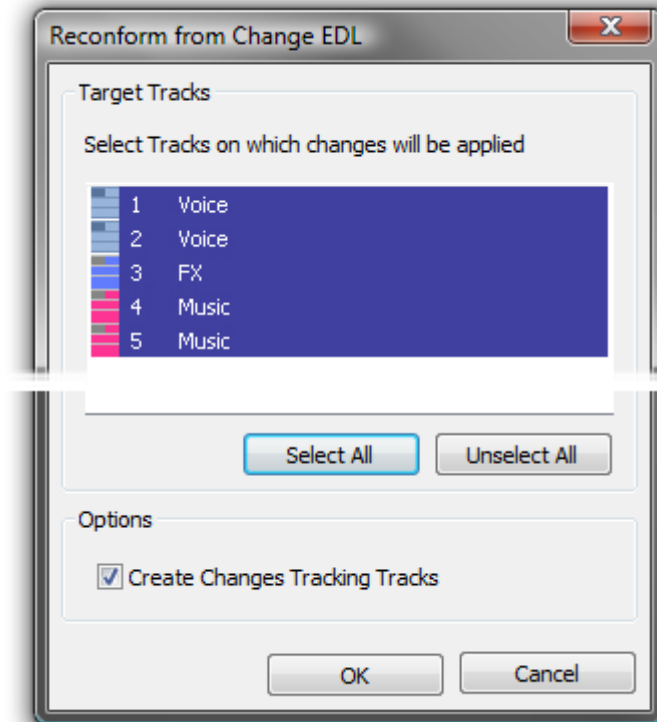 Reconform from Change EDL
Target Tracks
Select Tracks on which changes will be applied
1 Voice
2 Voice
3 FX
4 Music
5 Music
Select All Unselect All
Options
Create Changes Tracking Tracks
OK Cancel